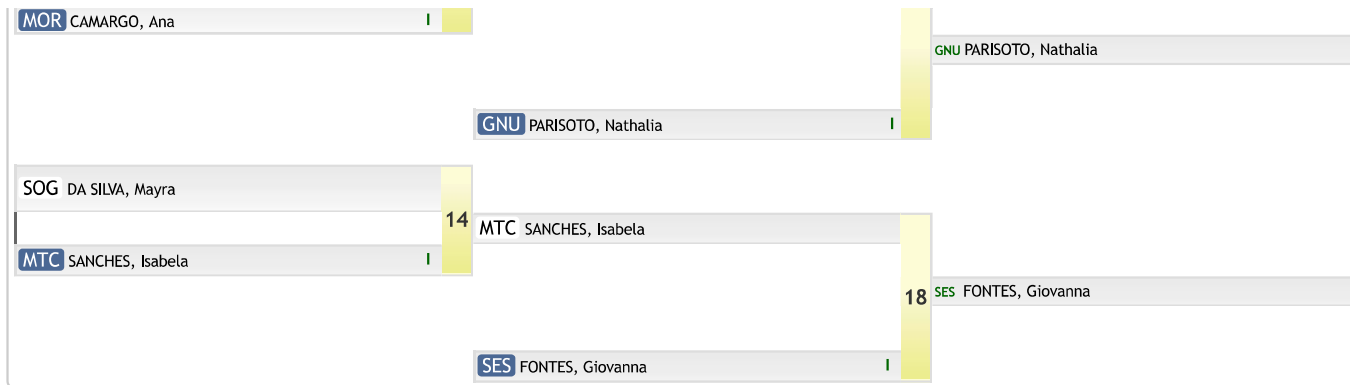 MOR CAMARGO, Ana I
GNU PARISOTO, Nathalia
GNU PARISOTO, Nathalia I
SOG DA SILVA, Mayra
14
MTC SANCHES, Isabela
MTC SANCHES, Isabela I
18
SES FONTES, Giovanna
SES FONTES, Giovanna I